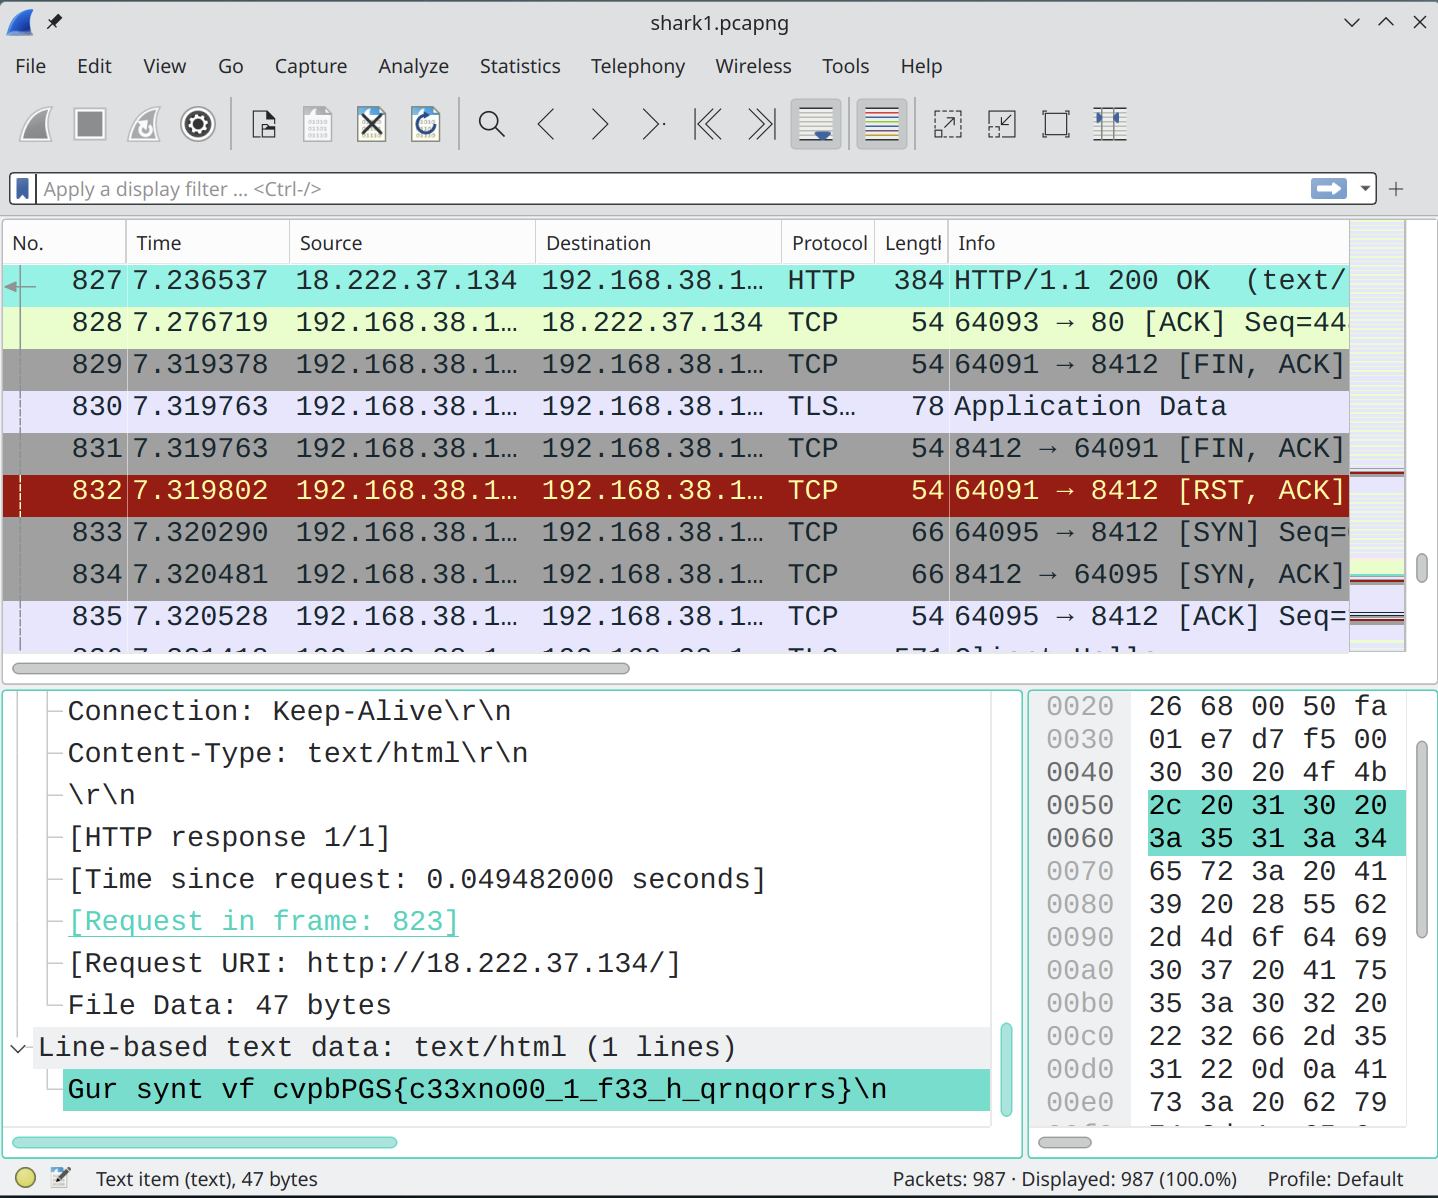 shark1.pcapng
File Edit View Go Capture Analyze Statistics Telephony Wireless Tools Help
Apply a display filter ... <Ctrl-/>
No. Time Source Destination Protocol Lengtl Info
827 7.236537 18.222.37.134 192.168.38.1… HTTP 384 HTTP/1.1 200 OK (text/
828 7.276719 192.168.38.1… 18.222.37.134 TCP 54 64093 → 80 [ACK] Seq=44
829 7.319378 192.168.38.1… 192.168.38.1… TCP 54 64091 → 8412 [FIN, ACK]
830 7.319763 192.168.38.1… 192.168.38.1… TLS… 78 Application Data
831 7.319763 192.168.38.1… 192.168.38.1… TCP 54 8412 → 64091 [FIN, ACK]
832 7.319802 192.168.38.1… 192.168.38.1… TCP 54 64091 → 8412 [RST, ACK]
833 7.320290 192.168.38.1… 192.168.38.1… TCP 66 64095 → 8412 [SYN] Seq=
834 7.320481 192.168.38.1… 192.168.38.1… TCP 66 8412 → 64095 [SYN, ACK]
835 7.320528 192.168.38.1… 192.168.38.1… TCP 54 64095 → 8412 [ACK] Seq=
Connection: Keep-Alive\r\n
Content-Type: text/html\r\n
\r\n
[HTTP response 1/1]
[Time since request: 0.049482000 seconds]
[Request in frame: 823]
[Request URI: http://18.222.37.134/]
File Data: 47 bytes
Line-based text data: text/html (1 lines)
Gur synt vf cvpbPGS{c33xno00_1_f33_h_qrnqorrs}\n
0020 26 68 00 50 fa
0030 01 e7 d7 f5 00
0040 30 30 20 4f 4b
0050 2c 20 31 30 20
0060 3a 35 31 3a 34
0070 65 72 3a 20 41
0080 39 20 28 55 62
0090 2d 4d 6f 64 69
00a0 30 37 20 41 75
00b0 35 3a 30 32 20
00c0 22 32 66 2d 35
00d0 31 22 0d 0a 41
00e0 73 3a 20 62 79
Text item (text), 47 bytes
Packets: 987 · Displayed: 987 (100.0%)
Profile: Default